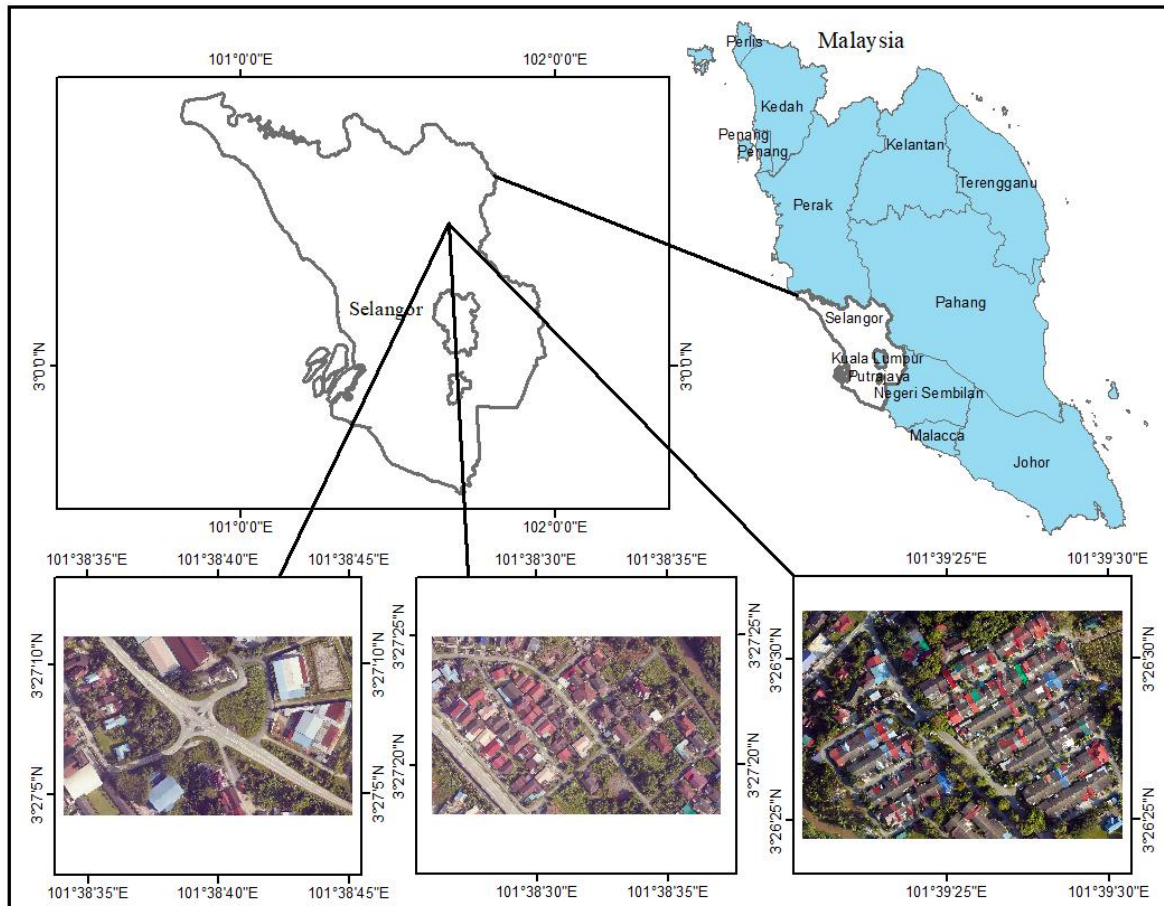 Malaysia
Perlis
Kedah
Penang
Penang
Kelantan
Terengganu
Perak
Pahang
Selangor
Kuala Lumpur
Putrajaya
Negeri Sembilan
Malacca
Johor
101°0'0"E
102°0'0"E
3°0'0"N
Selangor
3°0'0"N
101°0'0"E
102°0'0"E
101°38'35"E
101°38'40"E
101°38'45"E
3°27'10"N
3°27'5"N
3°27'10"N
3°27'5"N
101°38'35"E
101°38'40"E
101°38'45"E
101°38'30"E
101°38'35"E
3°27'25"N
3°27'20"N
3°27'25"N
3°27'20"N
101°38'30"E
101°38'35"E
101°39'25"E
101°39'30"E
3°26'30"N
3°26'25"N
3°26'30"N
3°26'25"N
101°39'25"E
101°39'30"E